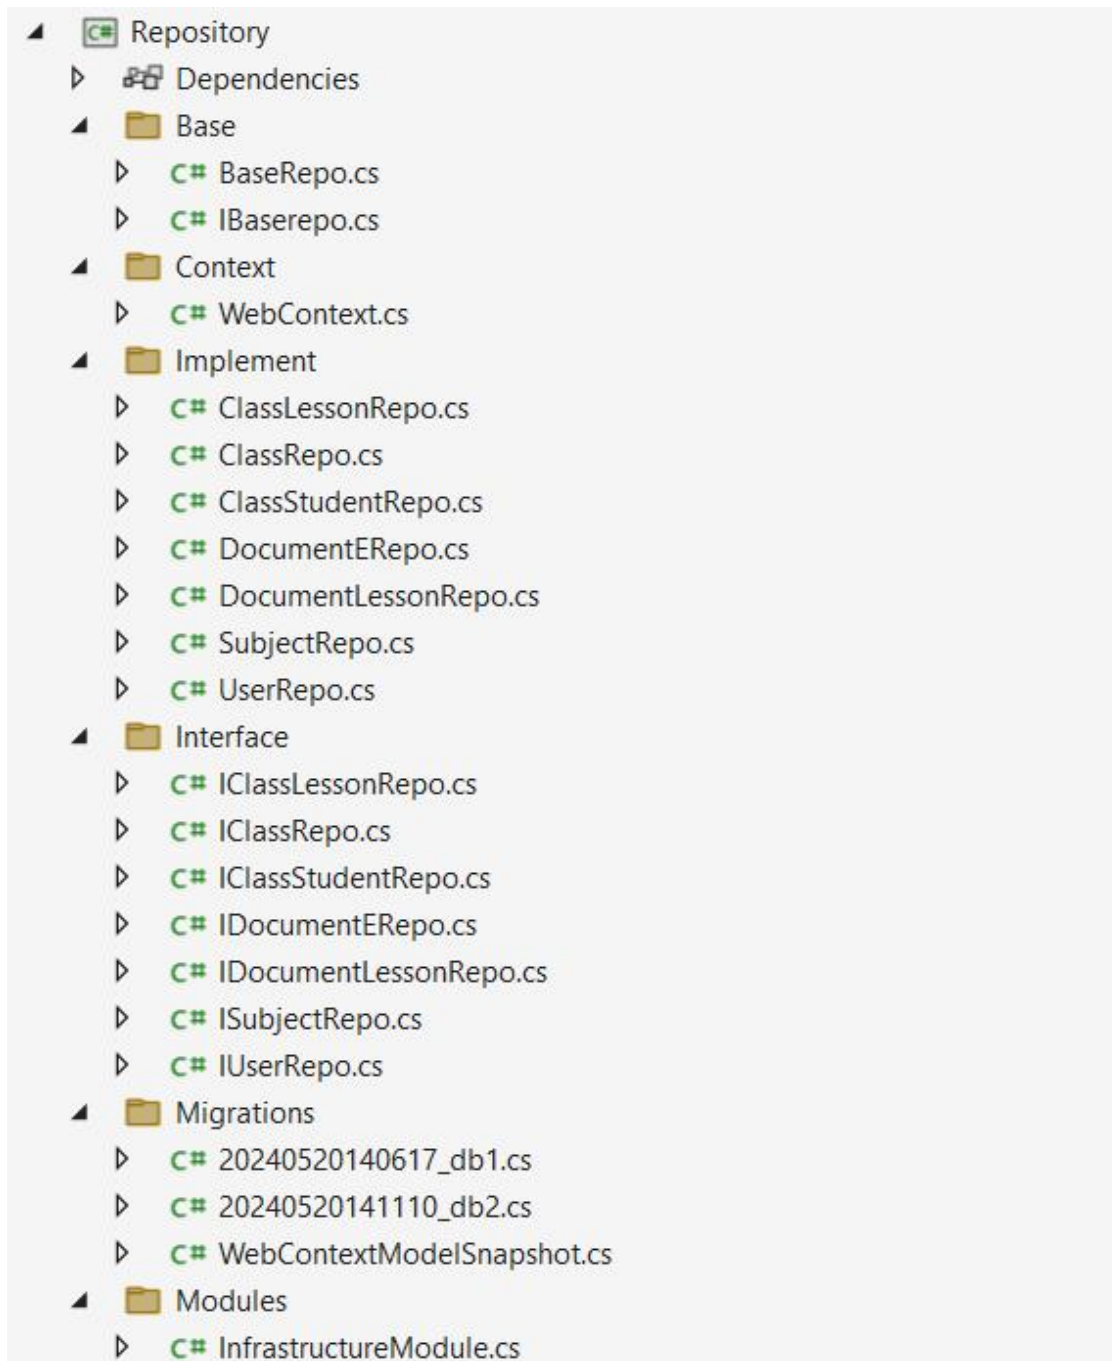 C# Repository
Dependencies
Base
C# BaseRepo.cs
C# IBaserepo.cs
Context
C# WebContext.cs
Implement
C# ClassLessonRepo.cs
C# ClassRepo.cs
C# ClassStudentRepo.cs
C# DocumentERepo.cs
C# DocumentLessonRepo.cs
C# SubjectRepo.cs
C# UserRepo.cs
Interface
C# IClassLessonRepo.cs
C# IClassRepo.cs
C# IClassStudentRepo.cs
C# IDocumentERepo.cs
C# IDocumentLessonRepo.cs
C# ISubjectRepo.cs
C# IUserRepo.cs
Migrations
C# 20240520140617_db1.cs
C# 20240520141110_db2.cs
C# WebContextModelSnapshot.cs
Modules
C# InfrastructureModule.cs